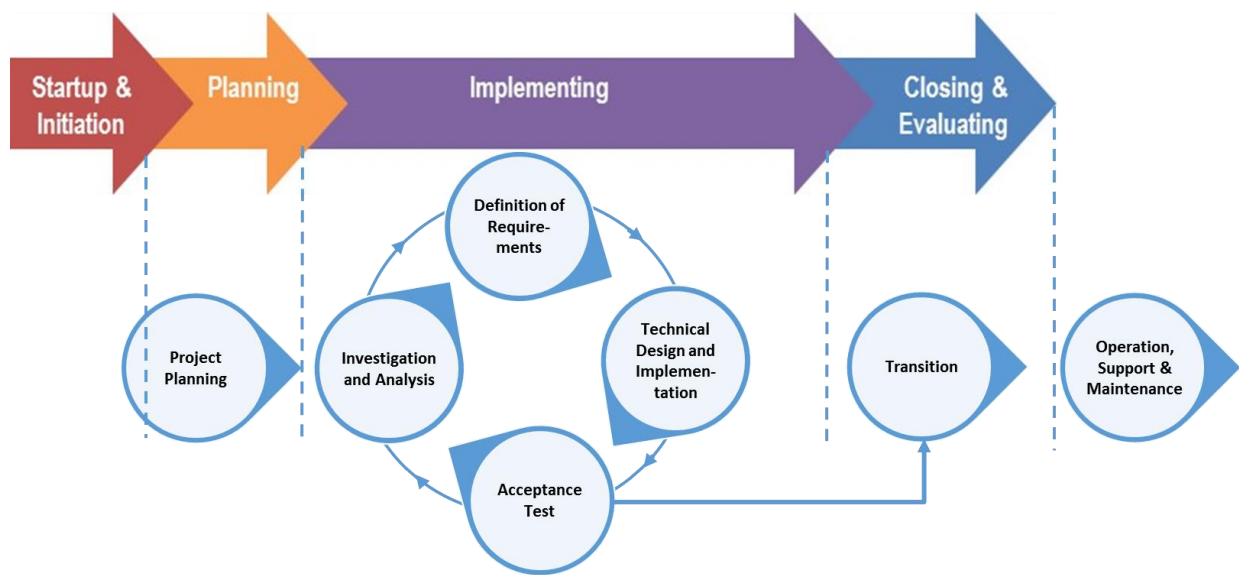 Startup &
Initiation
Planning
Implementing
Closing &
Evaluating
Definition of
Require-
ments
Project
Planning
Investigation
and Analysis
Technical
Design and
Implemen-
tation
Transition
Operation,
Support &
Maintenance
Acceptance
Test